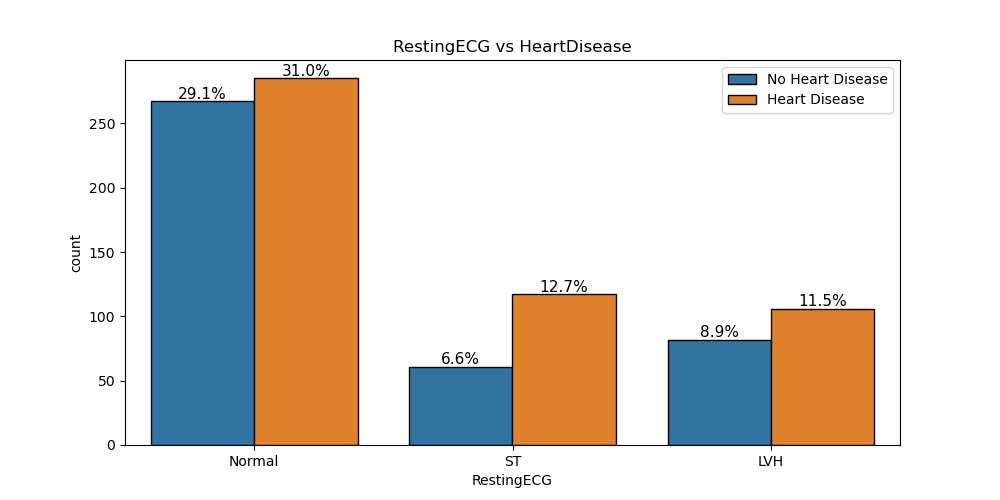 RestingECG vs HeartDisease
No Heart Disease
Heart Disease
29.1%
31.0%
6.6%
12.7%
8.9%
11.5%
250
200
150
100
50
0
count
Normal
ST
LVH
RestingECG